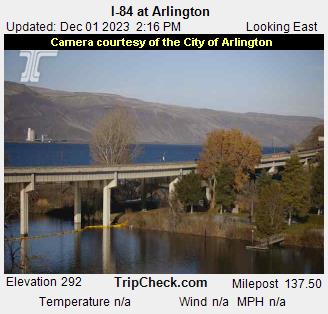 I-84 at Arlington
Updated: Dec 01 2023 2:16 PM Looking East
Camera courtesy of the City of Arlington
Elevation 292 TripCheck.com Milepost 137.50
Temperature n/a Wind n/a MPH n/a